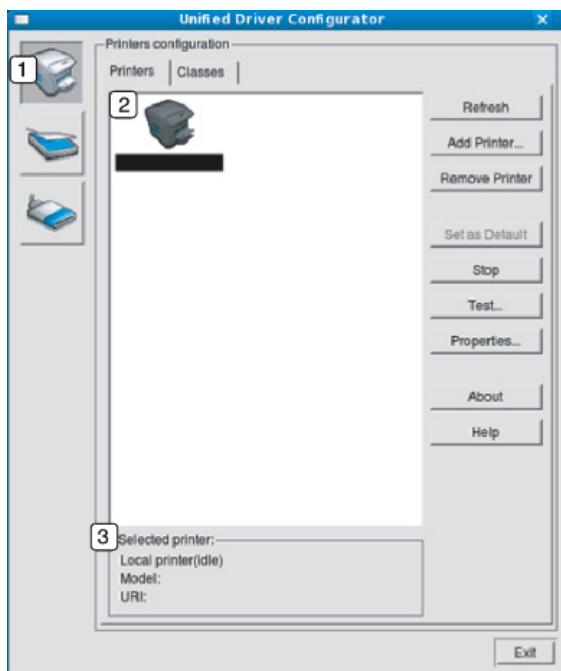 Unified Driver Configurator
Printers configuration
1
Printers
Classes
2
Refresh
Add Printer...
Remove Printer
Set as Default
Stop
Test...
Properties...
About
Help
3
Selected printer:
Local printer(idle)
Model:
URI:
Exit